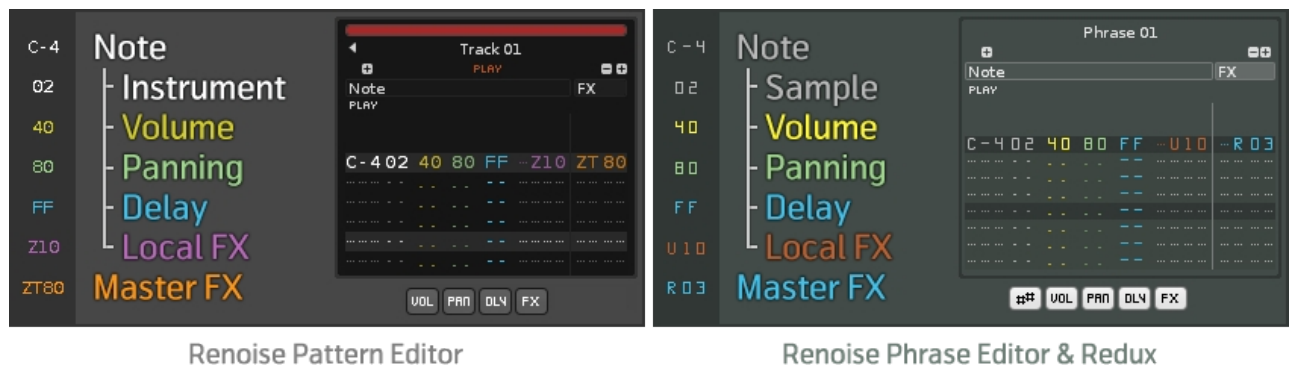 C-4 Note
02 Instrument
40 Volume
80 Panning
FF Delay
Z10 Local FX
ZT80 Master FX
Track 01
PLAY
Note FX
PLAY
C-4 02 40 80 FF --Z10 ZT80
VOL PAN DLY FX
Renoise Pattern Editor
C-4 Note
02 Sample
40 Volume
80 Panning
FF Delay
U10 Local FX
R03 Master FX
Phrase 01
Note FX
PLAY
C-4 02 40 80 FF --U10 --R03
## VOL PAN DLY FX
Renoise Phrase Editor & Redux